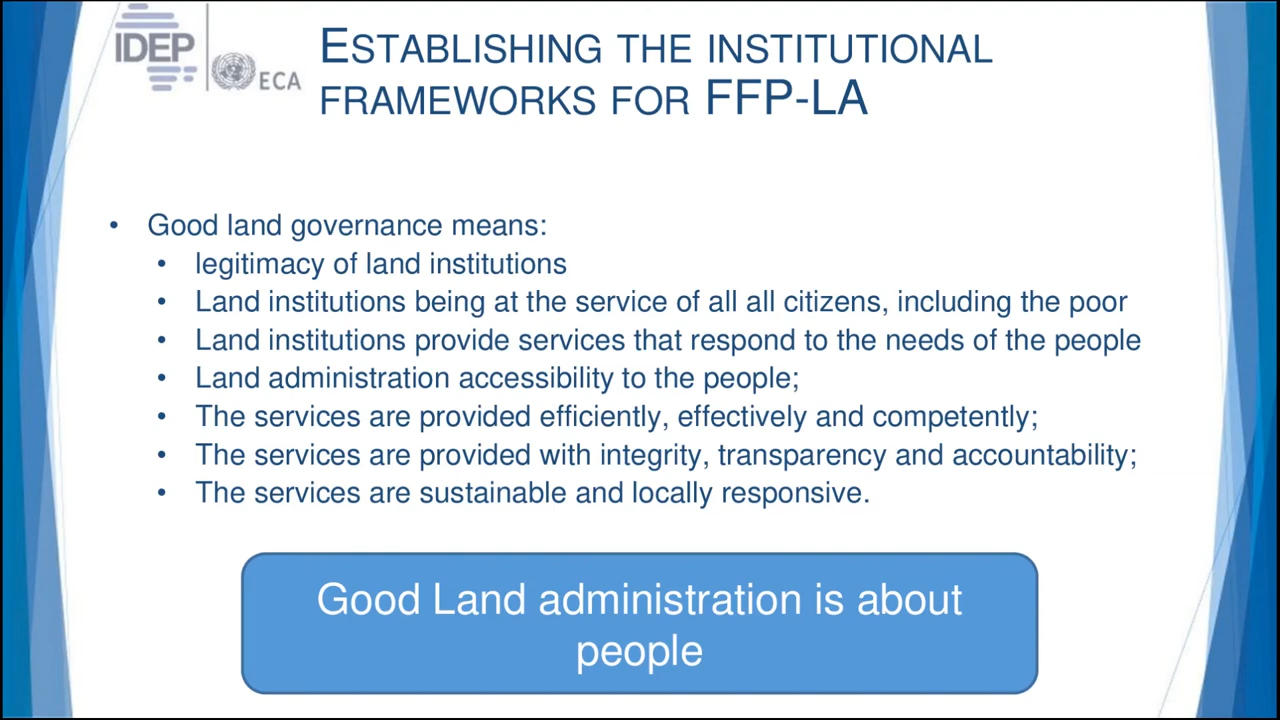 IDEP
ECA
ESTABLISHING THE INSTITUTIONAL
FRAMEWORKS FOR FFP-LA
• Good land governance means:
• legitimacy of land institutions
• Land institutions being at the service of all all citizens, including the poor
• Land institutions provide services that respond to the needs of the people
• Land administration accessibility to the people;
• The services are provided efficiently, effectively and competently;
• The services are provided with integrity, transparency and accountability;
• The services are sustainable and locally responsive.
Good Land administration is about
people